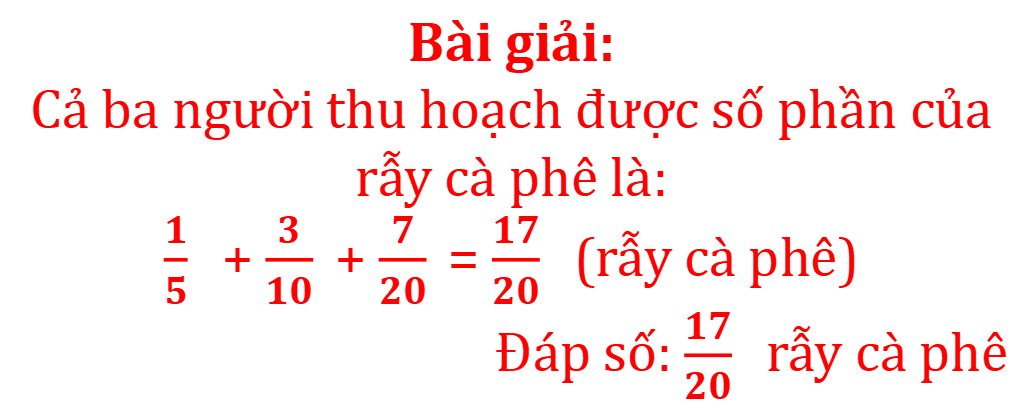 Bài giải:
Cả ba người thu hoạch được số phần của
rẫy cà phê là:
1/5 + 3/10 + 7/20 = 17/20 (rẫy cà phê)
Đáp số: 17/20 rẫy cà phê